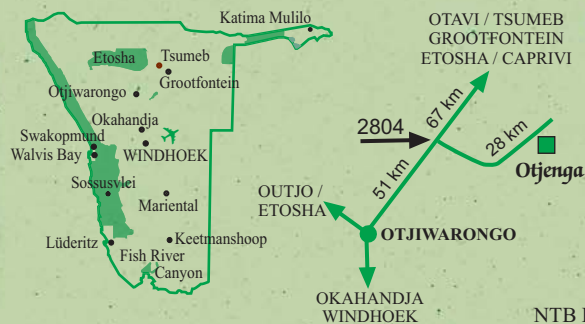 Katima Mulilo
Etosha
Tsumeb
Grootfontein
Otjiwarongo
Okahandja
Swakopmund
Walvis Bay
WINDHOEK
Sossusvlei
Mariental
Lüderitz
Keetmanshoop
Fish River
Canyon
OTAVI / TSUMEB
GROOTFONTEIN
ETOSHA / CAPRIVI
67 km
2804
28 km
Otjenga
51 km
OUTJO /
ETOSHA
OTJIWARONGO
OKAHANDJA
WINDHOEK
NTB